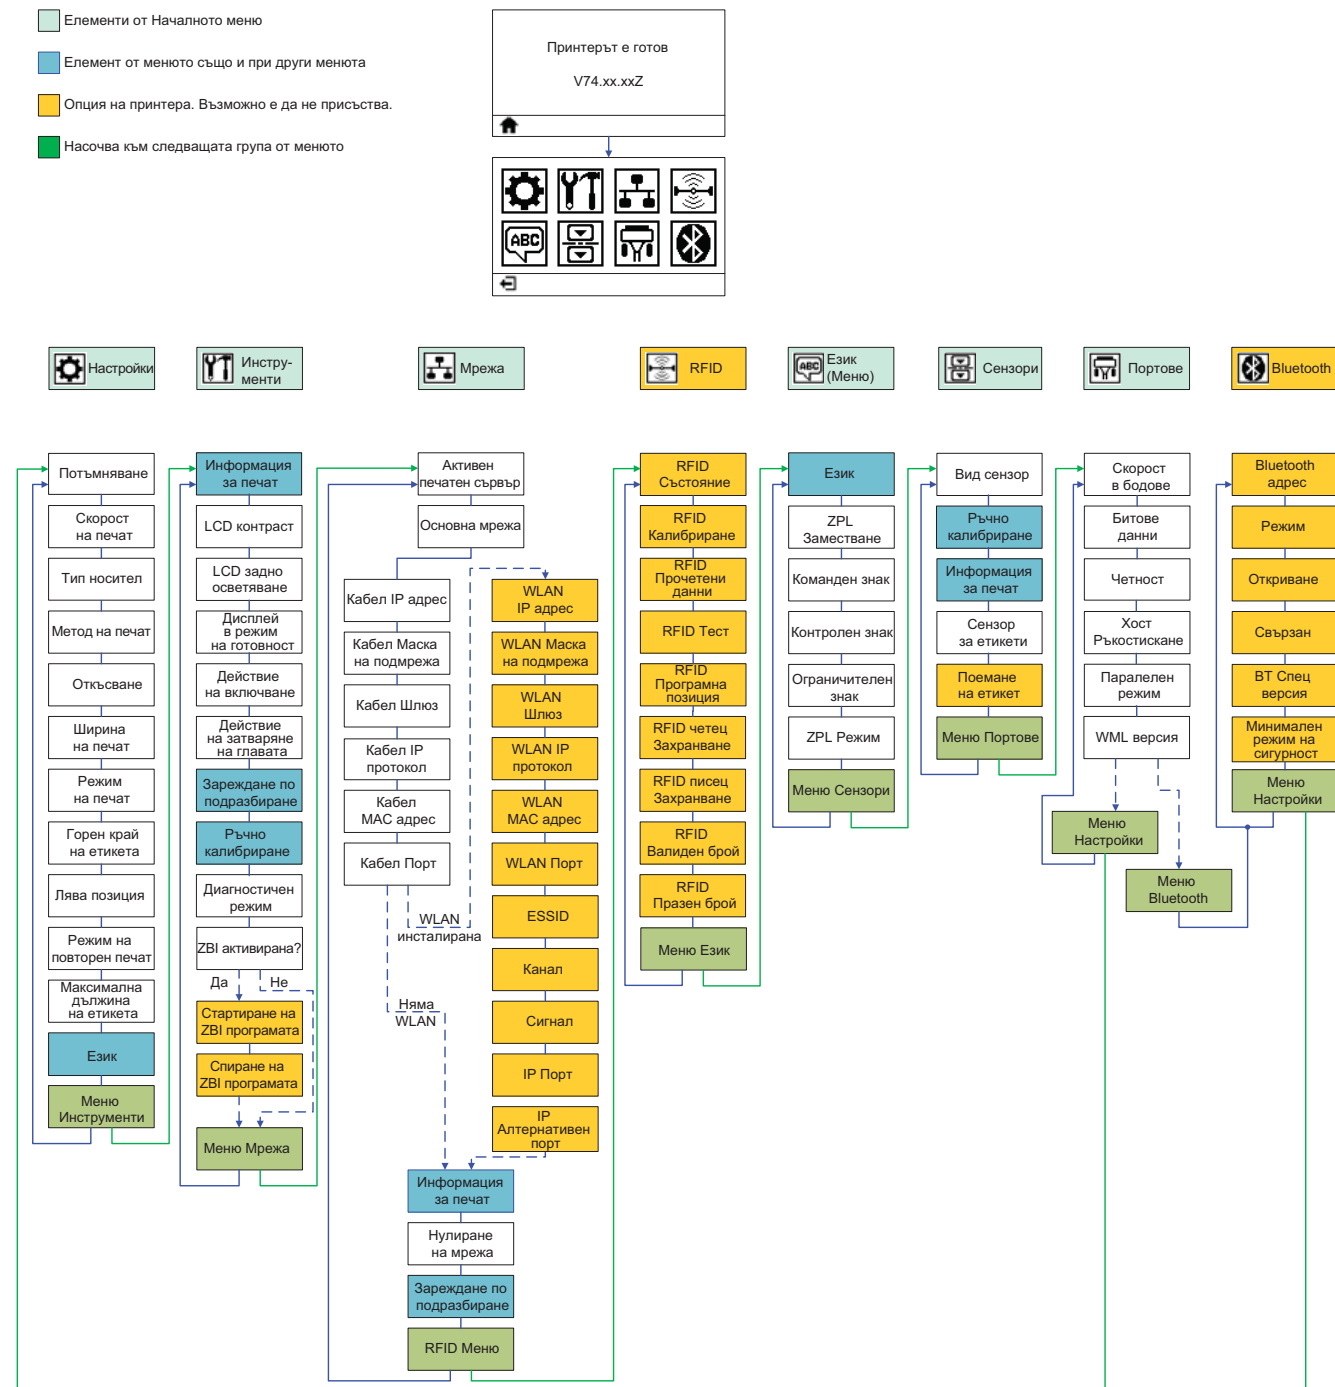 Елементи от Началното меню
Елемент от менюто също и при други менюта
Опция на принтера. Възможно е да не присъства.
Насочва към следващата група от менюто
Принтерът е готов
V74.xx.xxZ
ABC
Настройки
Инстру-
менти
Мрежа
RFID
ABC
Език
(Меню)
Сензори
Портове
Bluetooth
Потъмняване
Скорост
на печат
Тип носител
Метод на печат
Откъсване
Ширина
на печат
Режим
на печат
Горен край
на етикета
Лява позиция
Режим на
повторен печат
Максимална
дължина
на етикета
Език
Меню
Инструменти
Информация
за печат
LCD контраст
LCD задно
осветяване
Дисплей
в режим
на готовност
Действие
на включване
Действие
на затваряне
на главата
Зареждане по
подразбиране
Ръчно
калибриране
Диагностичен
режим
ZBI активирана?
Да
Не
Стартиране на
ZBI програмата
Спиране на
ZBI програмата
Меню Мрежа
Активен
печатен сървър
Основна мрежа
Кабел IP адрес
Кабел Маска
на подмрежа
Кабел Шлюз
Кабел IP
протокол
Кабел
MAC адрес
Кабел Порт
WLAN
инсталирана
Няма
WLAN
WLAN
IP адрес
WLAN Маска
на подмрежа
WLAN
Шлюз
WLAN IP
протокол
WLAN
MAC адрес
WLAN Порт
ESSID
Канал
Сигнал
IP Порт
IP
Алтернативен
порт
Информация
за печат
Нулиране
на мрежа
Зареждане по
подразбиране
RFID Меню
RFID
Състояние
RFID
Калибриране
RFID
Прочетени
данни
RFID Тест
RFID
Програмна
позиция
RFID четец
Захранване
RFID писец
Захранване
RFID
Валиден брой
RFID
Празен брой
Меню Език
Език
ZPL
Заместване
Команден знак
Контролен знак
Ограничителен
знак
ZPL Режим
Меню Сензори
Вид сензор
Ръчно
калибриране
Информация
за печат
Сензор
за етикети
Поемане
на етикет
Меню Портове
Скорост
в бодове
Битове
данни
Четност
Хост
Ръкостискане
Паралелен
режим
WML версия
Меню
Настройки
Меню
Bluetooth
Bluetooth
адрес
Режим
Откриване
Свързан
BT Спец
версия
Минимален
режим на
сигурност
Меню
Настройки